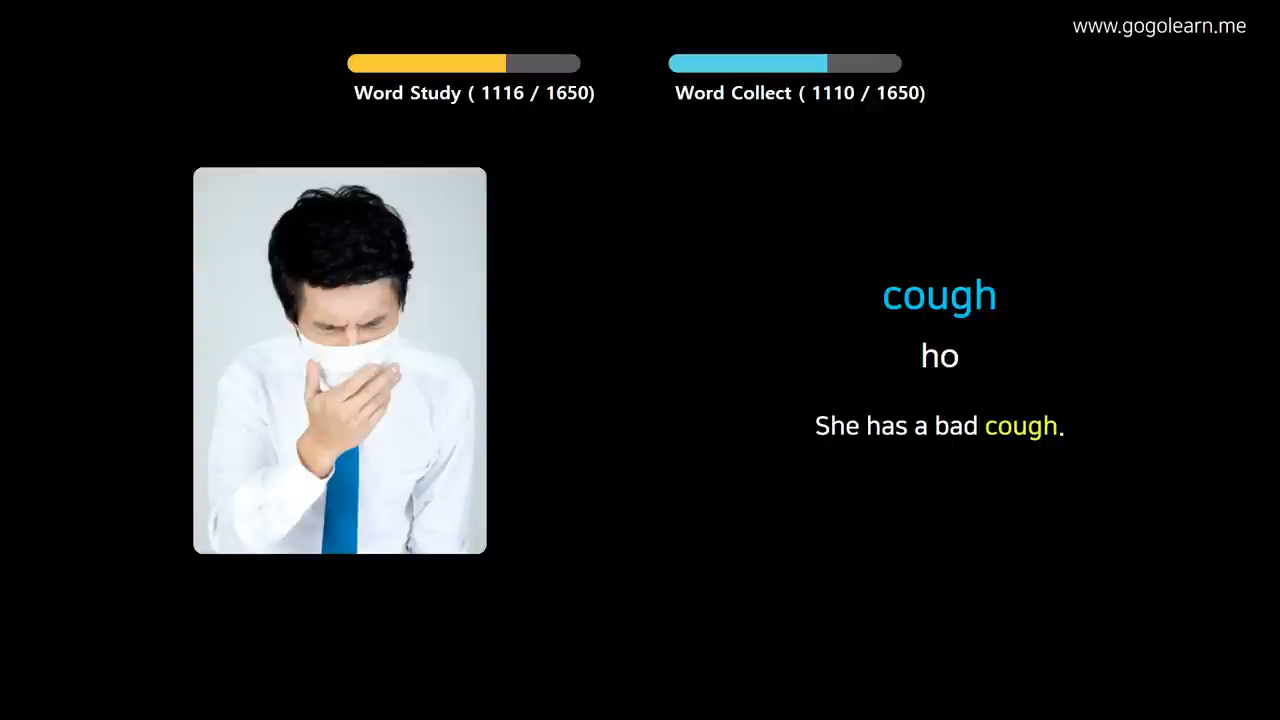 www.gogolearn.me
Word Study ( 1116 / 1650)
Word Collect ( 1110 / 1650)
cough
ho
She has a bad cough.